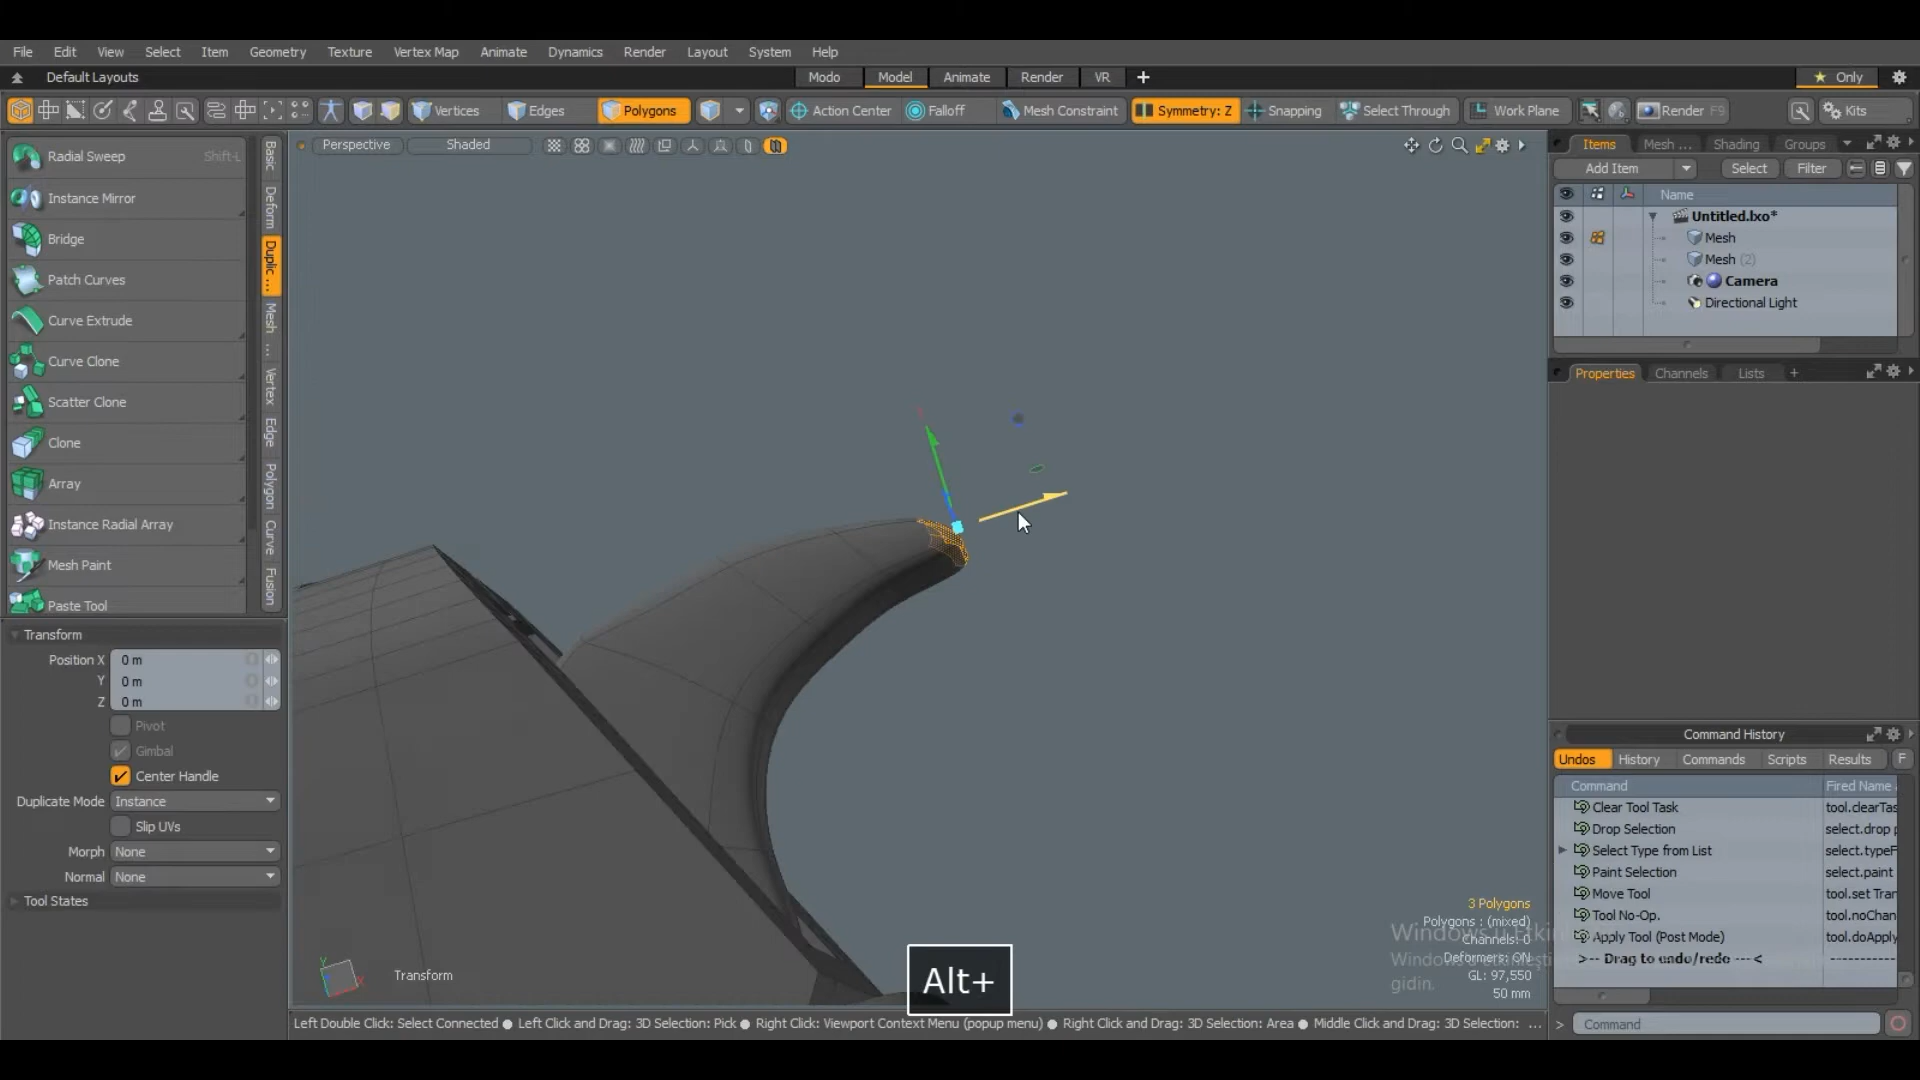 File Edit View Select Item Geometry Texture Vertex Map Animate Dynamics Render Layout System Help
Default Layouts Modo Model Animate Render VR + Only
Vertices Edges Polygons Action Center Falloff Mesh Constraint Symmetry: Z Snapping Select Through Work Plane Render F9 Kits
Radial Sweep Shift-L
Instance Mirror
Bridge
Patch Curves
Curve Extrude
Curve Clone
Scatter Clone
Clone
Array
Instance Radial Array
Mesh Paint
Paste Tool
Basic
Deform
Duplic ...
Mesh ...
Vertex
Edge
Polygon
Curve
Fusion
Transform
Position X 0 m
Y 0 m
Z 0 m
Pivot
Gimbal
Center Handle
Duplicate Mode Instance
Slip UVs
Morph None
Normal None
Tool States
Perspective Shaded
Y
X
Transform
Alt+
3 Polygons
Polygons : (mixed)
Channels: 0
Deformers: ON
GL: 97,550
50 mm
gidin.
Left Double Click: Select Connected ● Left Click and Drag: 3D Selection: Pick ● Right Click: Viewport Context Menu (popup menu) ● Right Click and Drag: 3D Selection: Area ● Middle Click and Drag: 3D Selection: ...
Items Mesh ... Shading Groups
Add Item Select Filter
Name
Untitled.lxo*
Mesh
Mesh (2)
Camera
Directional Light
Properties Channels Lists +
Command History
Undos History Commands Scripts Results F
Command Fired Name
Clear Tool Task tool.clearTas
Drop Selection select.drop p
Select Type from List select.typeF
Paint Selection select.paint
Move Tool tool.set Tran
Tool No-Op. tool.noChan
Apply Tool (Post Mode) tool.doApply
>-- Drag to undo/redo ---< -----------
> Command